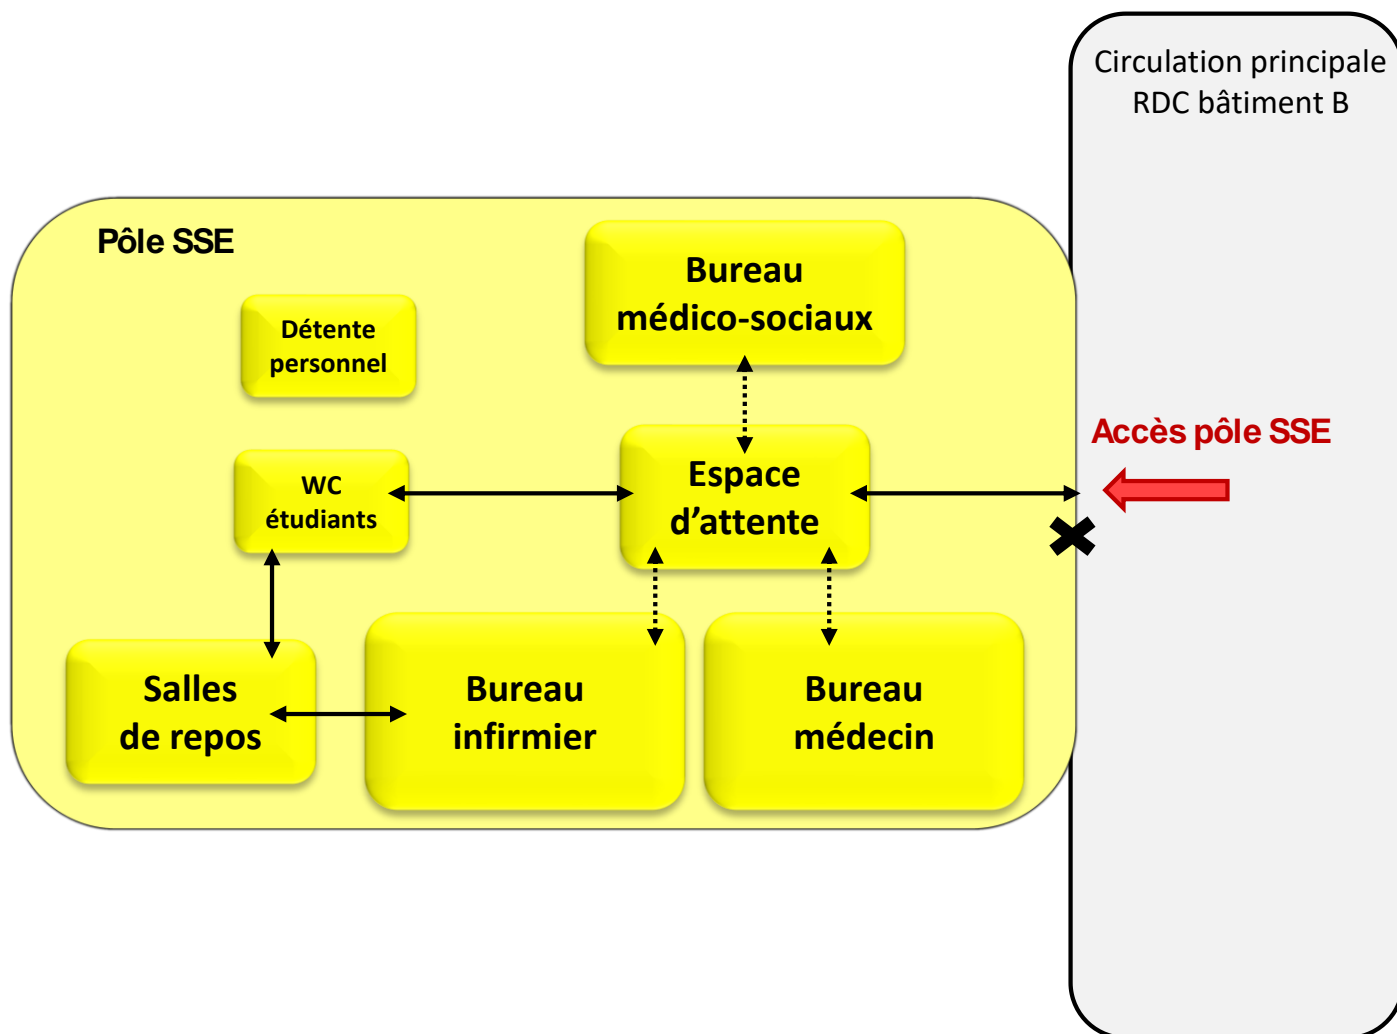 Circulation principale
RDC bâtiment B
Pôle SSE
Bureau
médico-sociaux
Détente
personnel
Accès pôle SSE
WC
étudiants
Espace
d’attente
Salles
de repos
Bureau
infirmier
Bureau
médecin